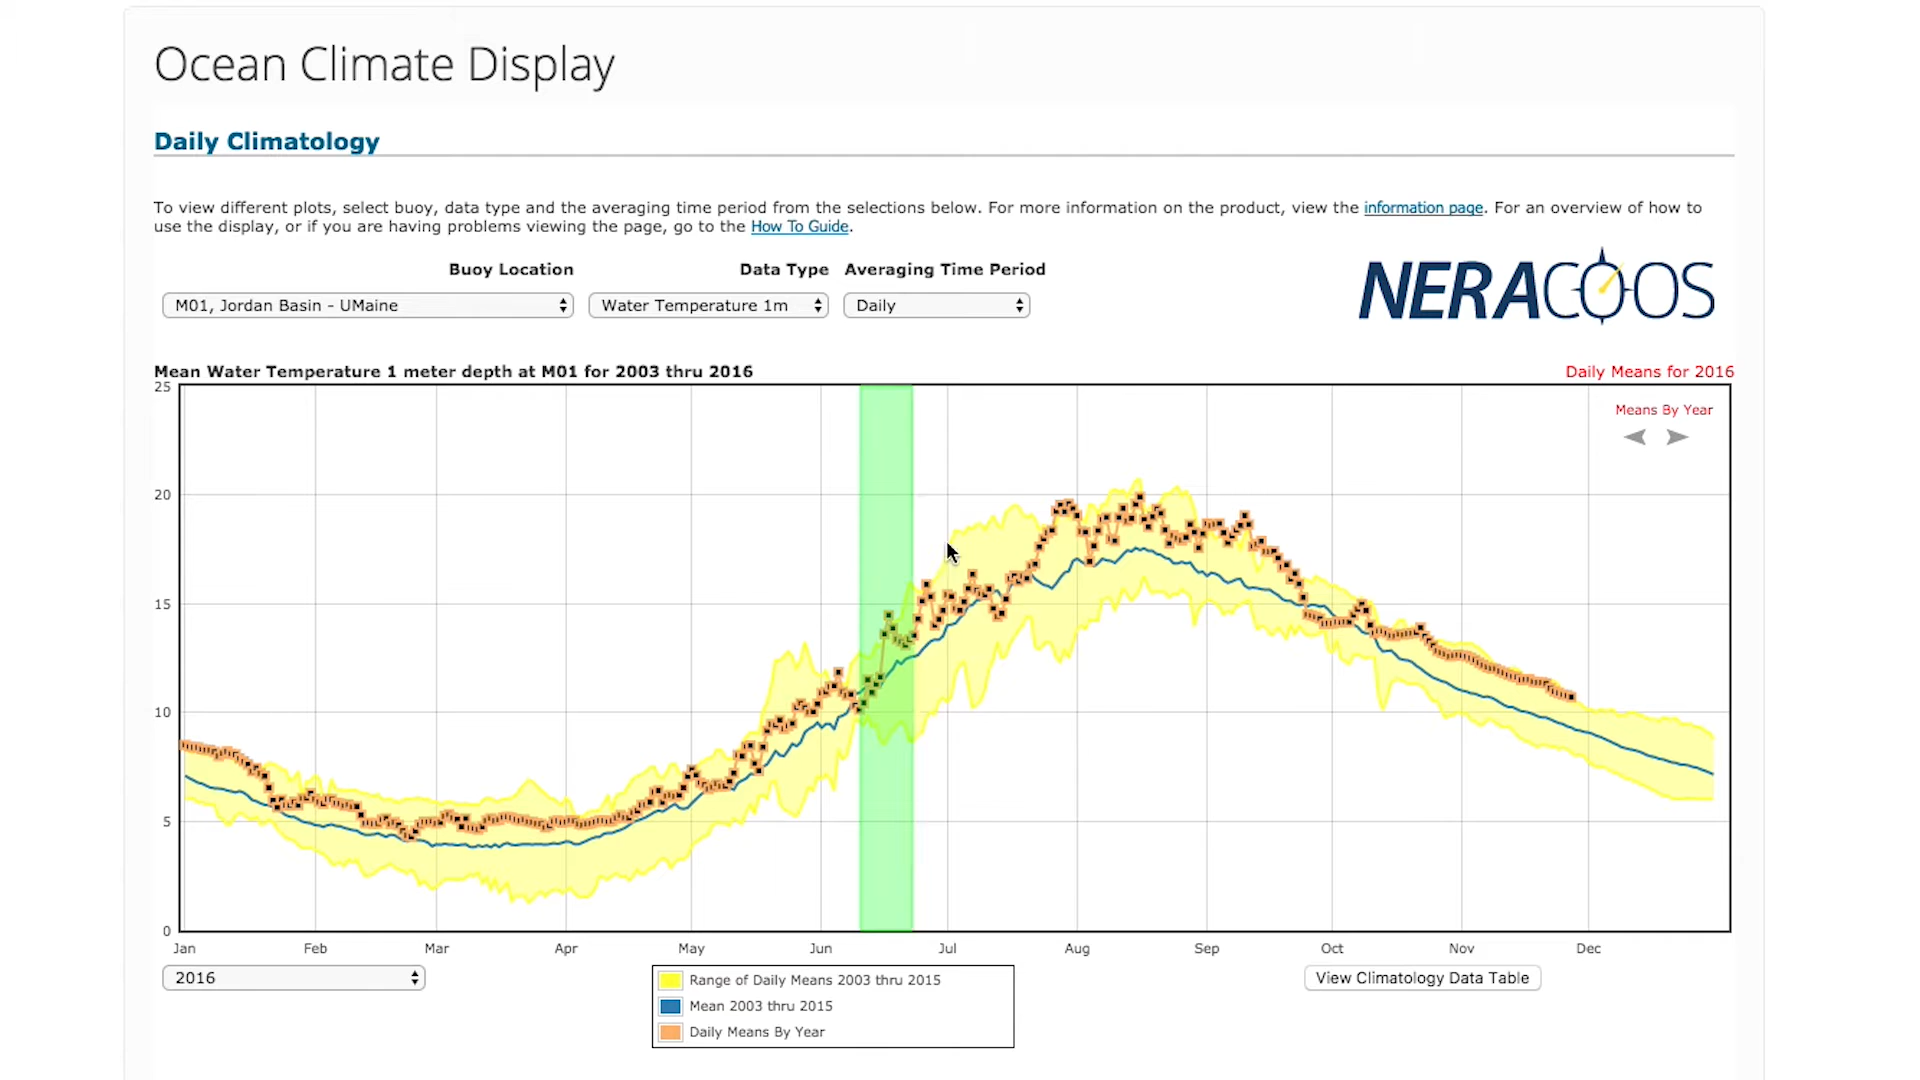 Ocean Climate Display
Daily Climatology
To view different plots, select buoy, data type and the averaging time period from the selections below. For more information on the product, view the information page. For an overview of how to
use the display, or if you are having problems viewing the page, go to the How To Guide.
Buoy Location Data Type Averaging Time Period
M01, Jordan Basin - UMaine Water Temperature 1m Daily
NERACOOS
Mean Water Temperature 1 meter depth at M01 for 2003 thru 2016 Daily Means for 2016
25
Means By Year
20
15
10
5
0
Jan Feb Mar Apr May Jun Jul Aug Sep Oct Nov Dec
2016
View Climatology Data Table
Range of Daily Means 2003 thru 2015
Mean 2003 thru 2015
Daily Means By Year